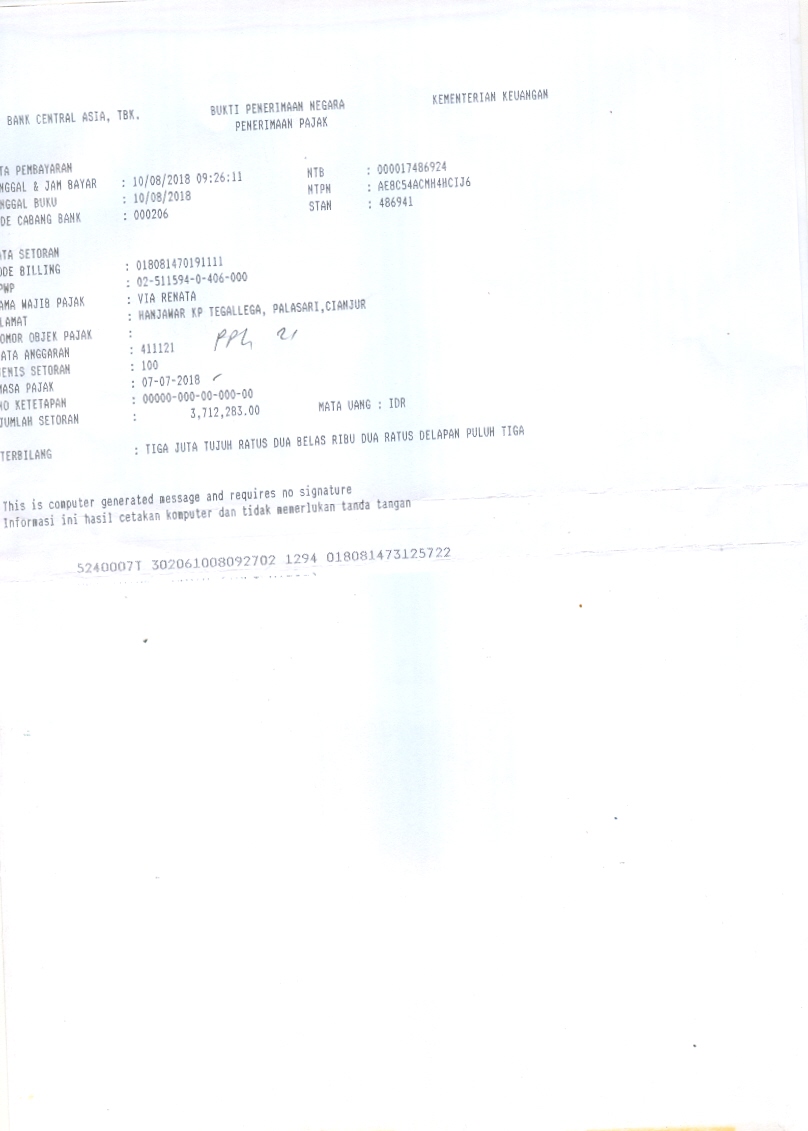 BANK CENTRAL ASIA, TBK. BUKTI PENERIMAAN NEGARA KEMENTERIAN KEUANGAN
PENERIMAAN PAJAK
TA PEMBAYARAN
NGGAL & JAM BAYAR : 10/08/2018 09:26:11 NTB : 000017486924
NGGAL BUKU : 10/08/2018 NTPN : AE8C54ACMH4HCIJ6
DE CABANG BANK : 000206 STAN : 486941
ATA SETORAN
ODE BILLING : 018081470191111
PWP : 02-511594-0-406-000
AMA WAJIB PAJAK : VIA RENATA
LAMAT : HANJAWAR KP TEGALLEGA, PALASARI,CIANJUR
OMOR OBJEK PAJAK :
ATA ANGGARAN : 411121 PPh 21
ENIS SETORAN : 100
MASA PAJAK : 07-07-2018
NO KETETAPAN : 00000-000-00-000-00
JUMLAH SETORAN : 3,712,283.00 MATA UANG : IDR
TERBILANG : TIGA JUTA TUJUH RATUS DUA BELAS RIBU DUA RATUS DELAPAN PULUH TIGA
This is computer generated message and requires no signature
Informasi ini hasil cetakan komputer dan tidak memerlukan tanda tangan
5240007T 302061008092702 1294 018081473125722